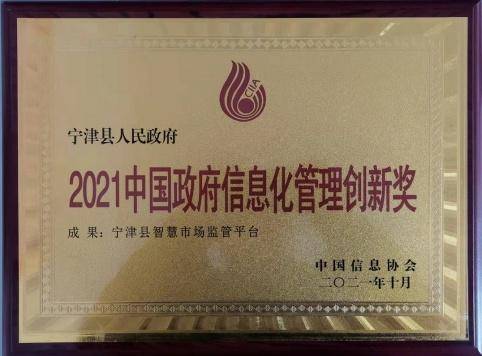 CIIA
宁津县人民政府
2021中国政府信息化管理创新奖
成 果：宁津县智慧市场监管平台
中国信息协会
二〇二一年十月